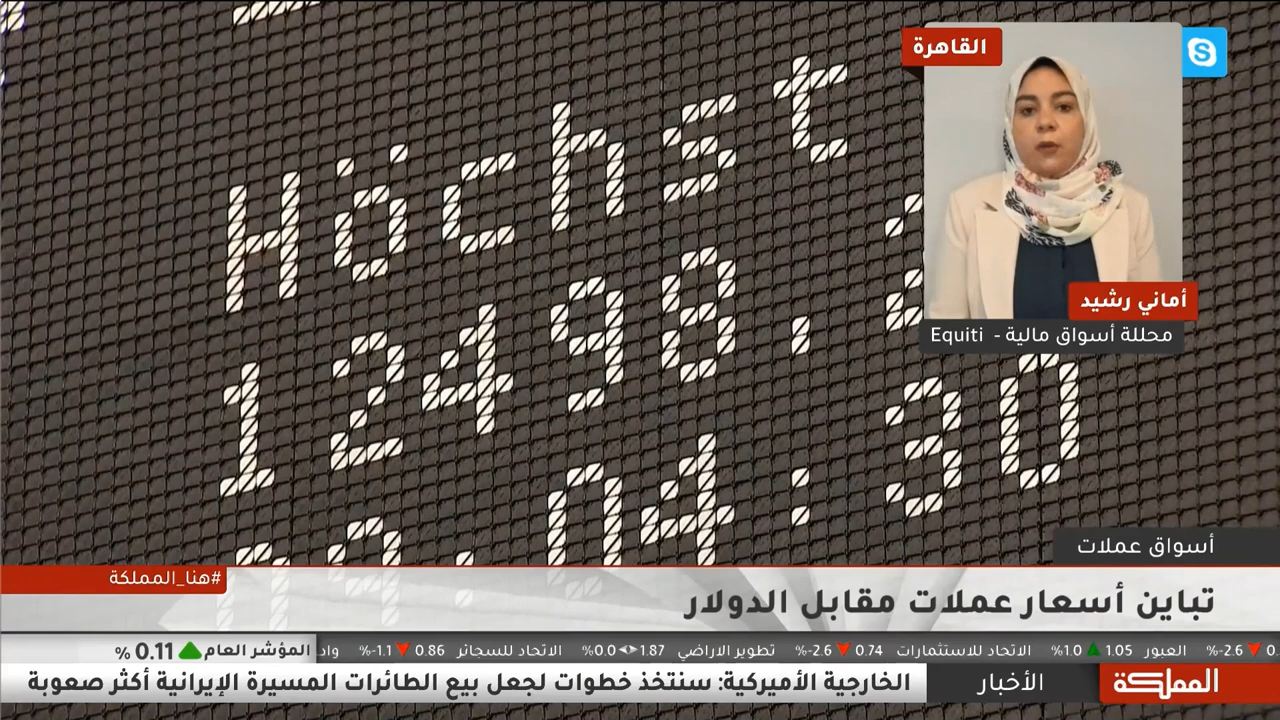 القاهرة
Höchst
12498.
04:30
أماني رشيد
محللة أسواق مالية - Equiti
أسواق عملات
#هنا_المملكة
تباين أسعار عملات مقابل الدولار
%-2.6 العبور 1.05 %1.0 الاتحاد للاستثمارات 0.74 %-2.6 تطوير الاراضي 1.87 %0.0 الاتحاد للسجائر 0.86 %-1.1
المؤشر العام 0.11 %
المملكة
الأخبار
الخارجية الأميركية: سنتخذ خطوات لجعل بيع الطائرات المسيرة الإيرانية أكثر صعوبة